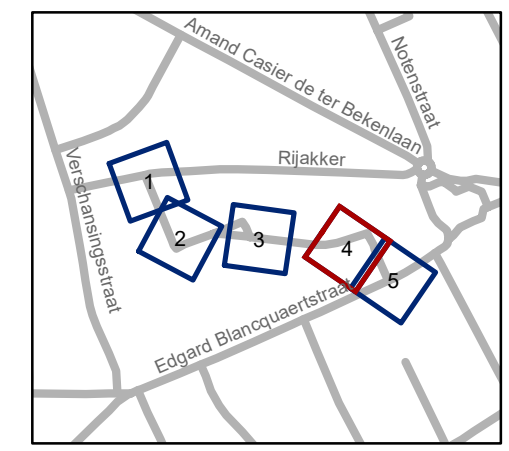 Amand Casier de ter Bekenlaan
Notenstraat
Rijakker
Verschansingsstraat
1
2
3
4
5
Edgard Blancquaertstraat